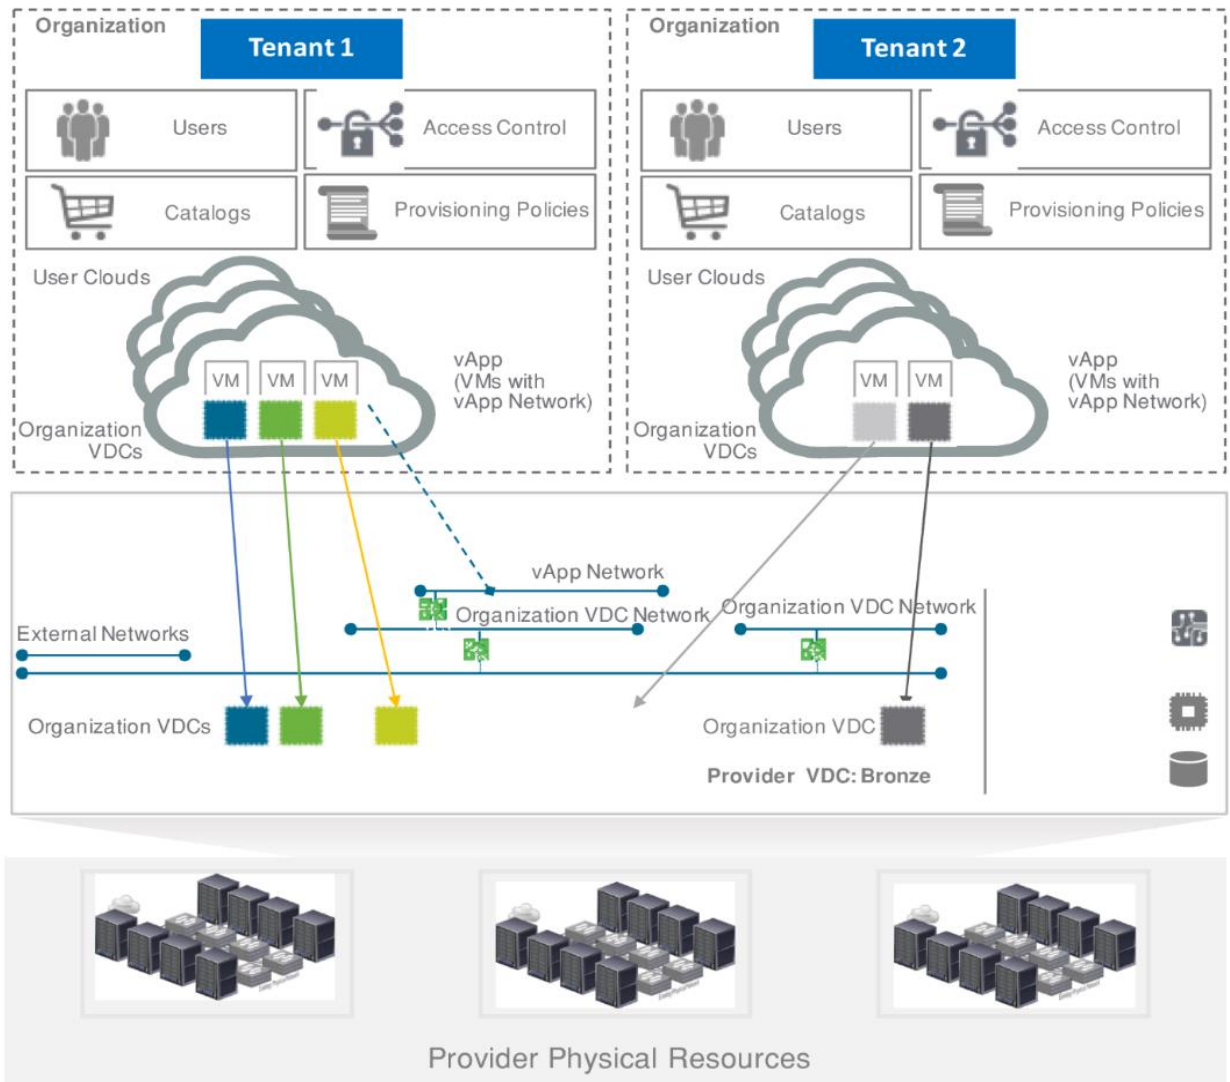 Organization
Tenant 1
Users
Access Control
Catalogs
Provisioning Policies
User Clouds
VM
VM
VM
vApp
(VMs with
vApp Network)
Organization
VDCs
Organization
Tenant 2
Users
Access Control
Catalogs
Provisioning Policies
User Clouds
VM
VM
vApp
(VMs with
vApp Network)
Organization
VDCs
vApp Network
Organization VDC Network
Organization VDC Network
External Networks
Organization VDCs
Organization VDC
Provider VDC: Bronze
Provider Physical Resources